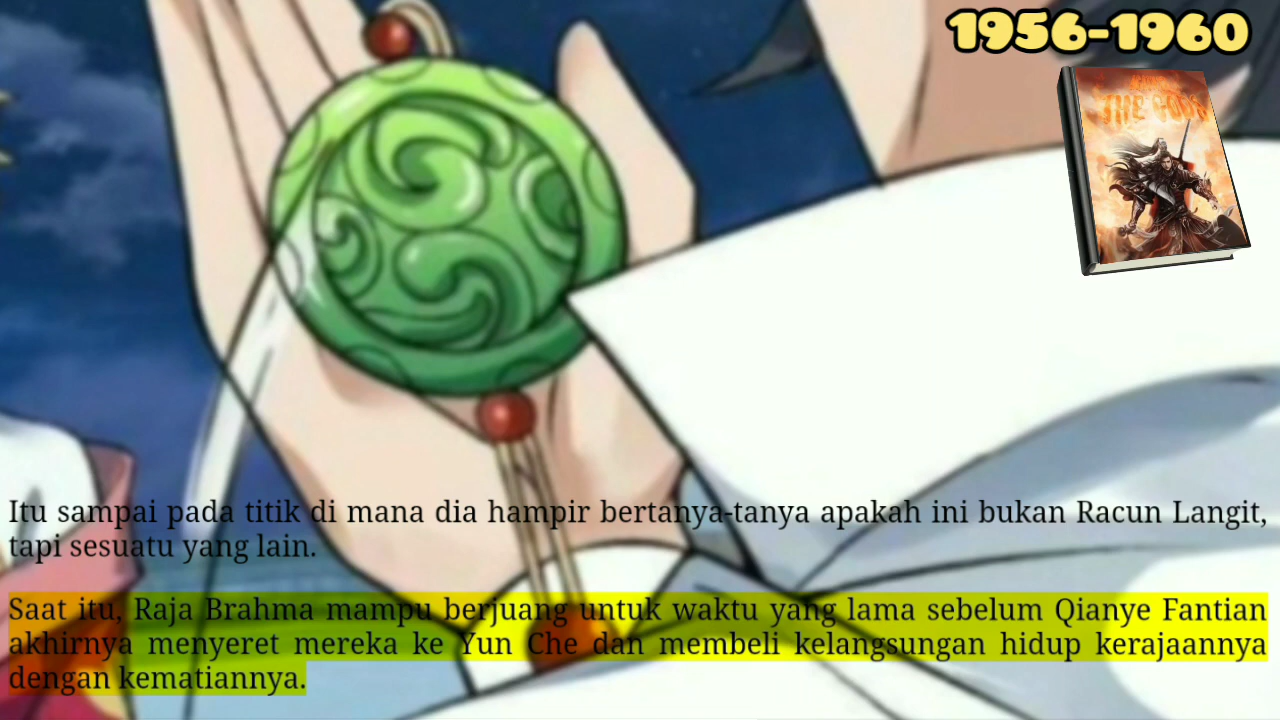 1956-1960
THE GODS
Itu sampai pada titik di mana dia hampir bertanya-tanya apakah ini bukan Racun Langit,
tapi sesuatu yang lain.
Saat itu, Raja Brahma mampu berjuang untuk waktu yang lama sebelum Qianye Fantian
akhirnya menyeret mereka ke Yun Che dan membeli kelangsungan hidup kerajaannya
dengan kematiannya.